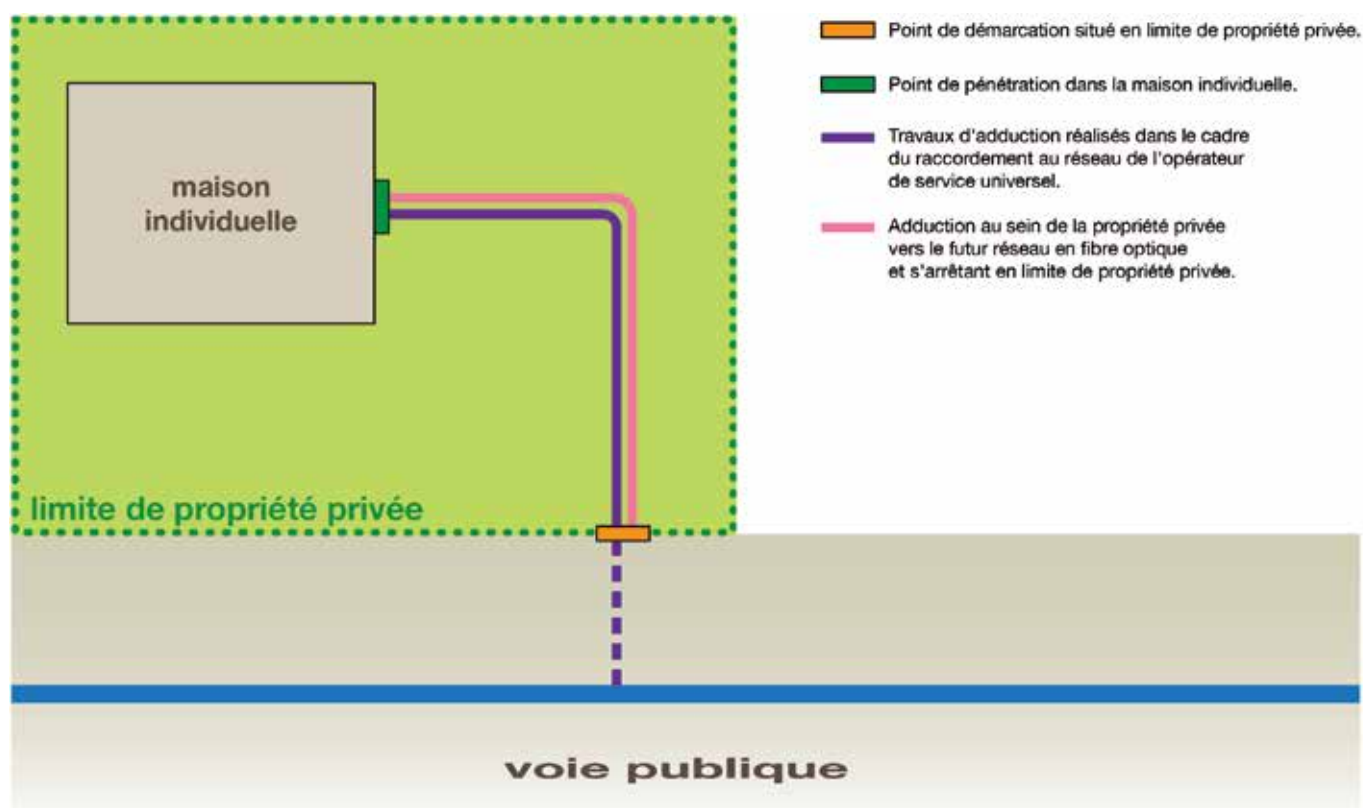 Point de démarcation situé en limite de propriété privée.
Point de pénétration dans la maison individuelle.
Travaux d'adduction réalisés dans le cadre
du raccordement au réseau de l'opérateur
de service universel.
Adduction au sein de la propriété privée
vers le futur réseau en fibre optique
et s'arrêtant en limite de propriété privée.
maison
individuelle
limite de propriété privée
voie publique